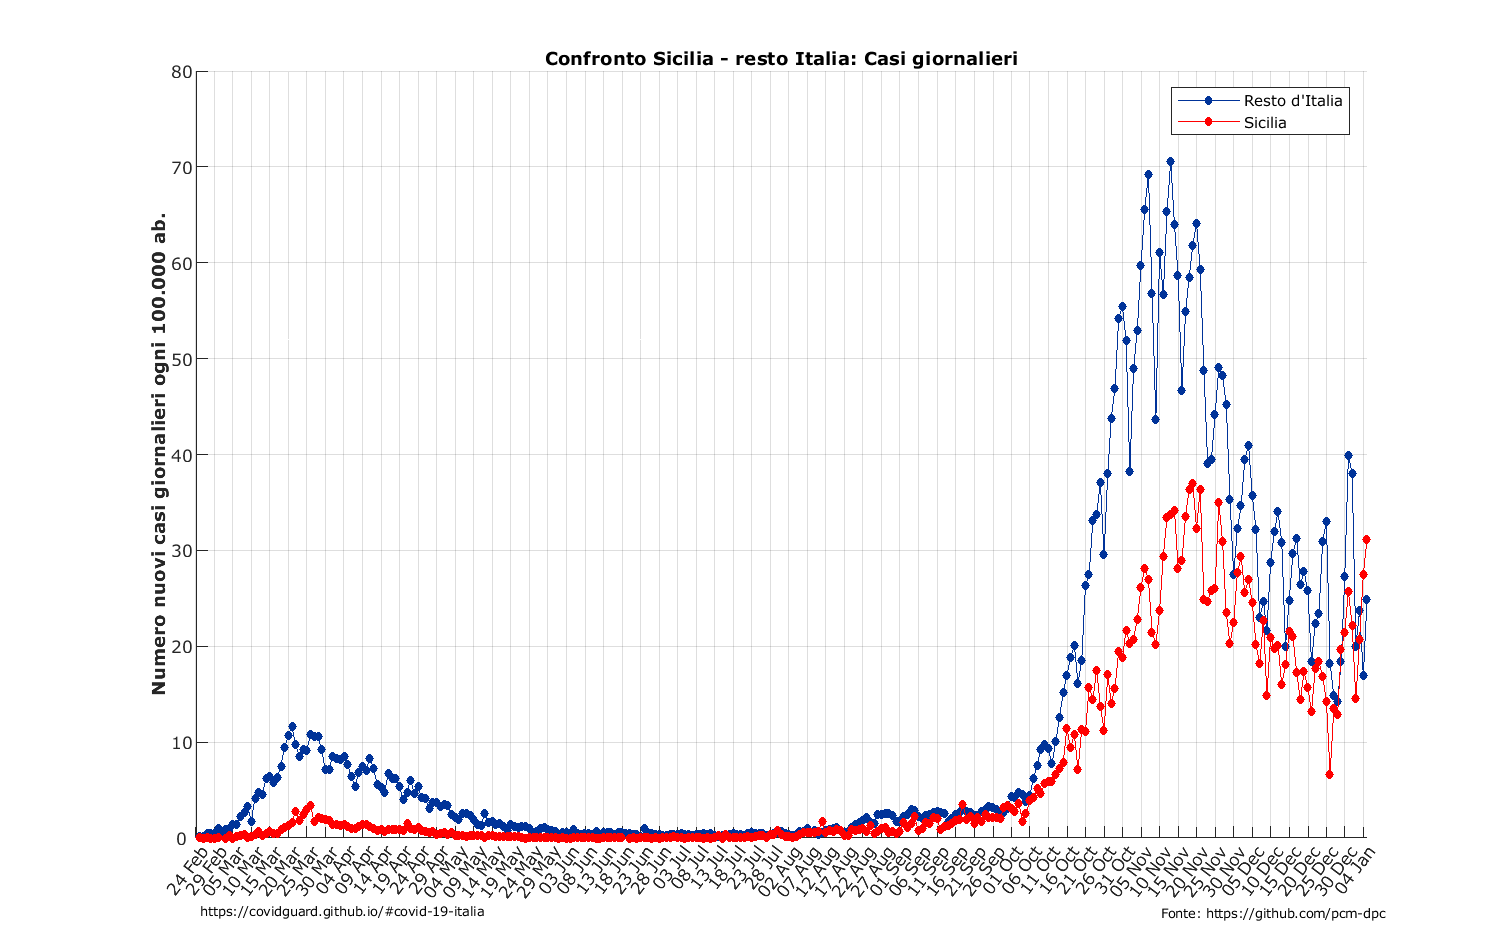 Confronto Sicilia - resto Italia: Casi giornalieri
Numero nuovi casi giornalieri ogni 100.000 ab.
80
70
60
50
40
30
20
10
0
Resto d'Italia
Sicilia
24 Feb
29 Feb
05 Mar
10 Mar
15 Mar
20 Mar
25 Mar
30 Mar
04 Apr
09 Apr
14 Apr
19 Apr
24 Apr
29 Apr
04 May
09 May
14 May
19 May
24 May
29 May
03 Jun
08 Jun
13 Jun
18 Jun
23 Jun
28 Jun
03 Jul
08 Jul
13 Jul
18 Jul
23 Jul
28 Jul
02 Aug
07 Aug
12 Aug
17 Aug
22 Aug
27 Aug
01 Sep
06 Sep
11 Sep
16 Sep
21 Sep
26 Sep
01 Oct
06 Oct
11 Oct
16 Oct
21 Oct
26 Oct
31 Oct
05 Nov
10 Nov
15 Nov
20 Nov
25 Nov
30 Nov
05 Dec
10 Dec
15 Dec
20 Dec
25 Dec
30 Dec
04 Jan
https://covidguard.github.io/#covid-19-italia
Fonte: https://github.com/pcm-dpc